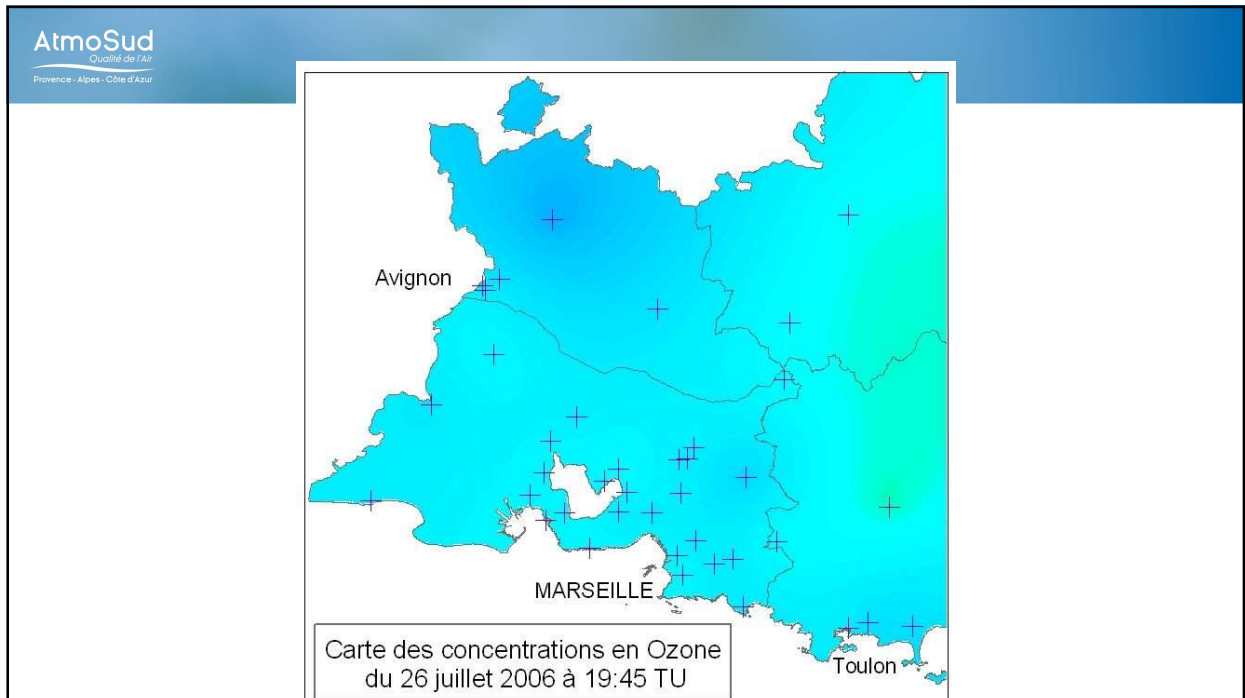 AtmoSud
Qualité de l'Air
Provence - Alpes - Côte d'Azur
Avignon
MARSEILLE
Toulon
Carte des concentrations en Ozone
du 26 juillet 2006 à 19:45 TU